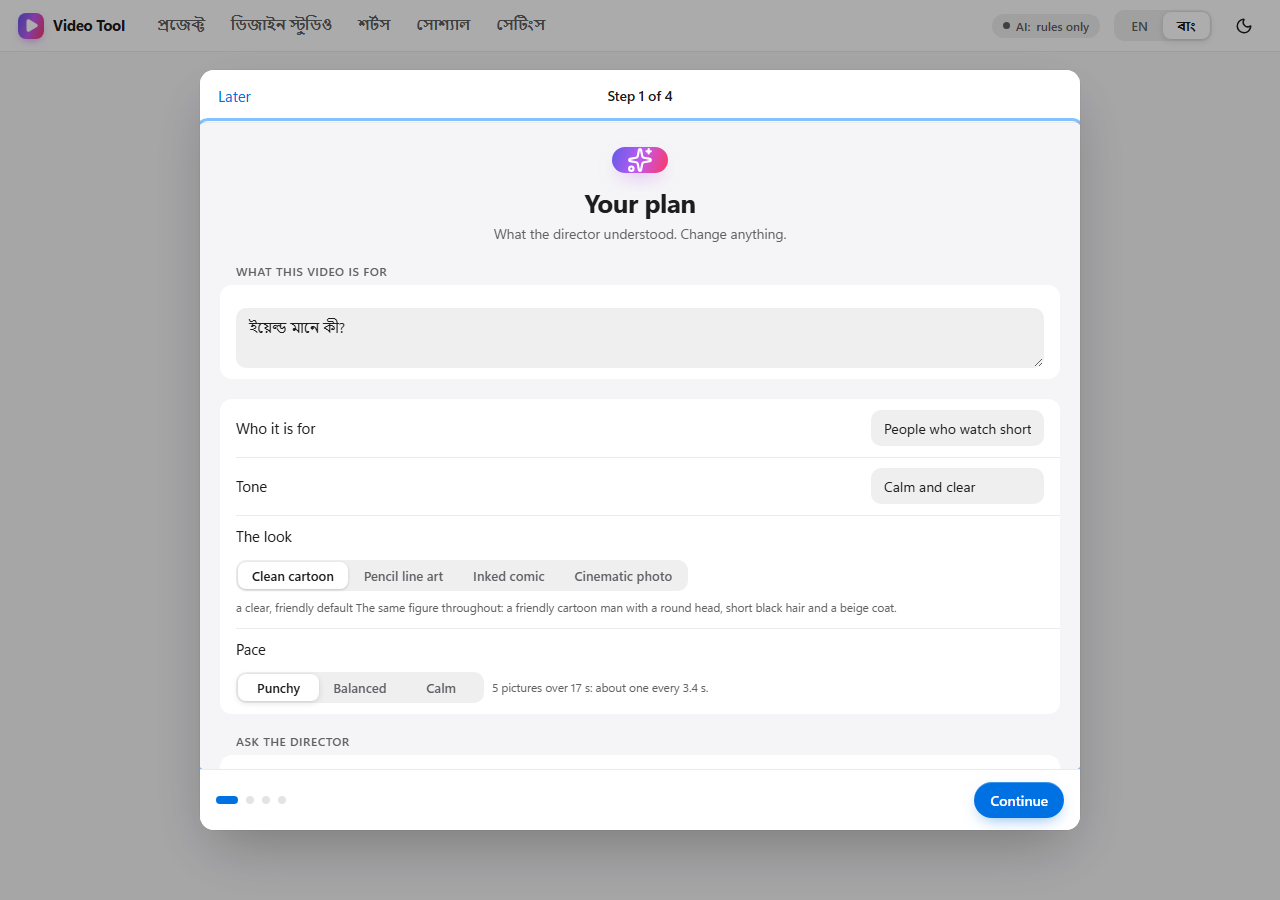 Video Tool প্রজেক্ট ডিজাইন স্টুডিও শর্টস সোশ্যাল সেটিংস AI: rules only EN বাং
Later Step 1 of 4
Your plan
What the director understood. Change anything.
WHAT THIS VIDEO IS FOR
ইয়েল্ড মানে কী?
Who it is for People who watch short
Tone Calm and clear
The look
Clean cartoon Pencil line art Inked comic Cinematic photo
a clear, friendly default The same figure throughout: a friendly cartoon man with a round head, short black hair and a beige coat.
Pace
Punchy Balanced Calm 5 pictures over 17 s: about one every 3.4 s.
ASK THE DIRECTOR
Continue